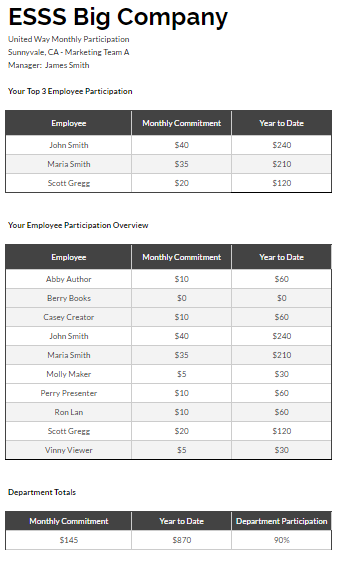 ESSS Big Company
United Way Monthly Participation
Sunnyvale, CA - Marketing Team A
Manager: James Smith
Your Top 3 Employee Participation
Employee Monthly Commitment Year to Date
John Smith $40 $240
Maria Smith $35 $210
Scott Gregg $20 $120
Your Employee Participation Overview
Employee Monthly Commitment Year to Date
Abby Author $10 $60
Berry Books $0 $0
Casey Creator $10 $60
John Smith $40 $240
Maria Smith $35 $210
Molly Maker $5 $30
Perry Presenter $10 $60
Ron Lan $10 $60
Scott Gregg $20 $120
Vinny Viewer $5 $30
Department Totals
Monthly Commitment Year to Date Department Participation
$145 $870 90%